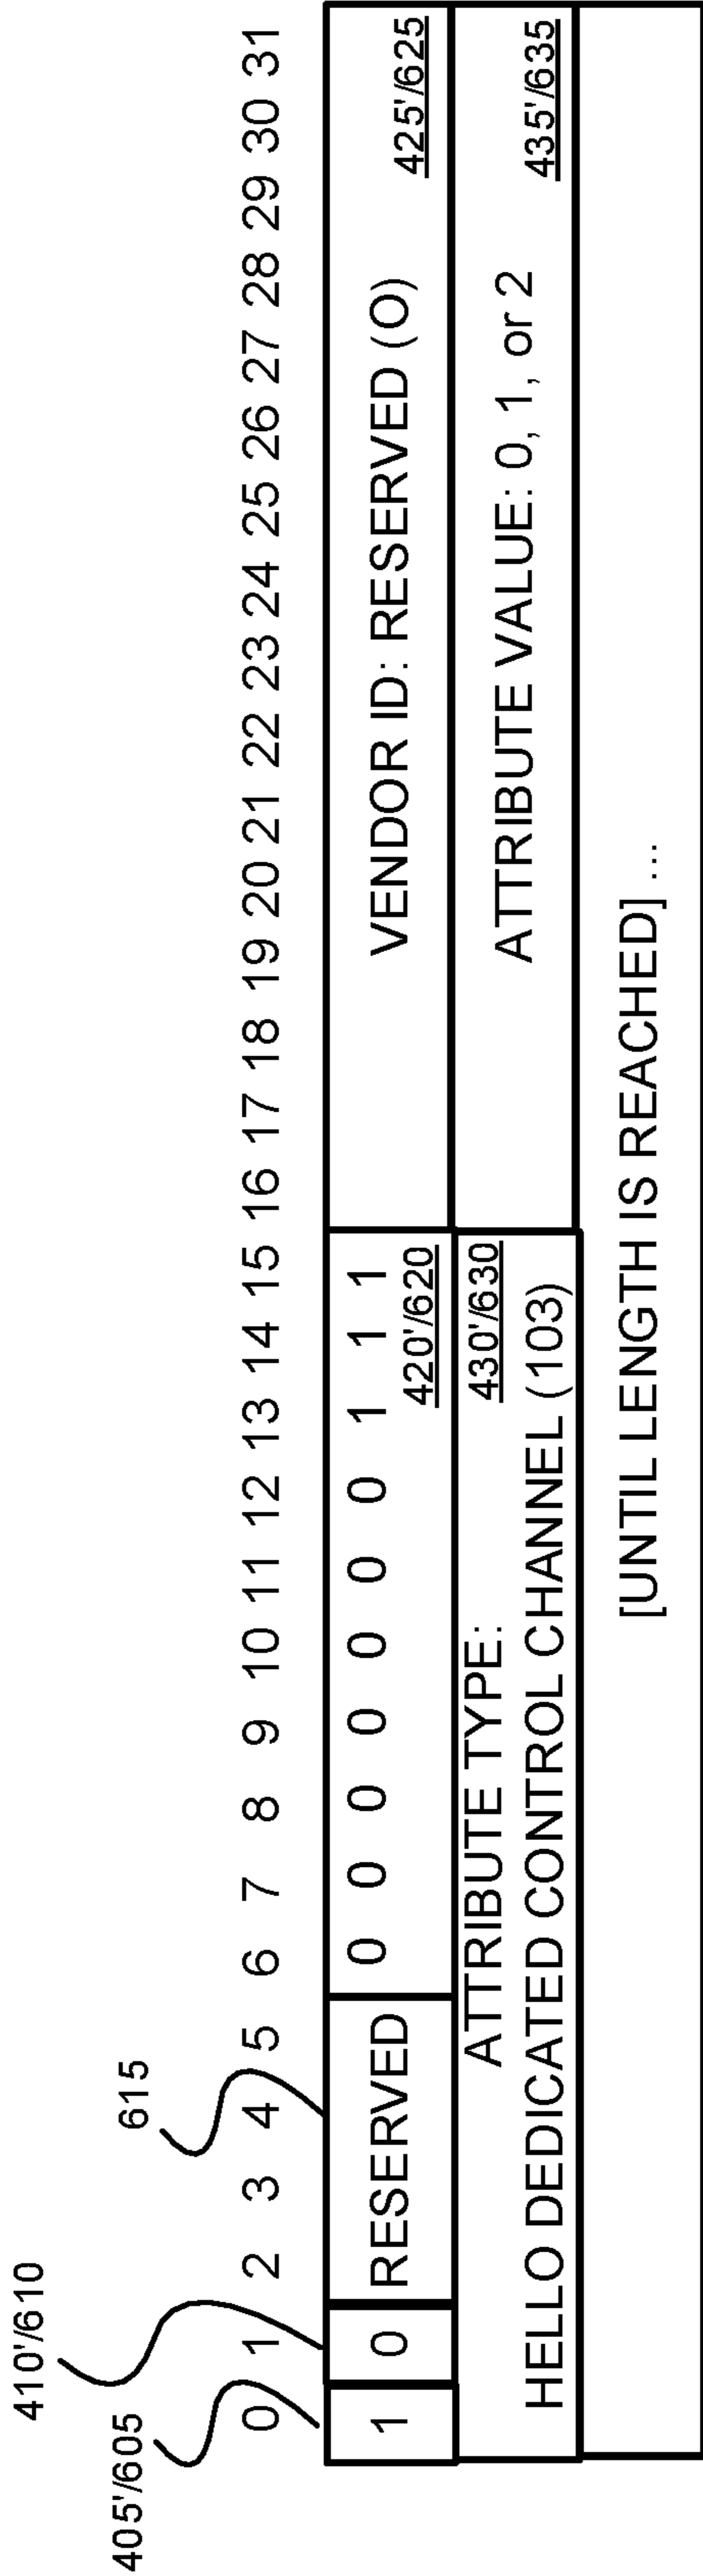 410'/610
405'/605
615
0 1 2 3 4 5 6 7 8 9 10 11 12 13 14 15 16 17 18 19 20 21 22 23 24 25 26 27 28 29 30 31
1 0 RESERVED 0 0 0 0 0 0 0 1 1 1 VENDOR ID: RESERVED (O)
420'/620 425'/625
ATTRIBUTE TYPE: 430'/630
HELLO DEDICATED CONTROL CHANNEL (103)
ATTRIBUTE VALUE: 0, 1, or 2
435'/635
[UNTIL LENGTH IS REACHED] ...